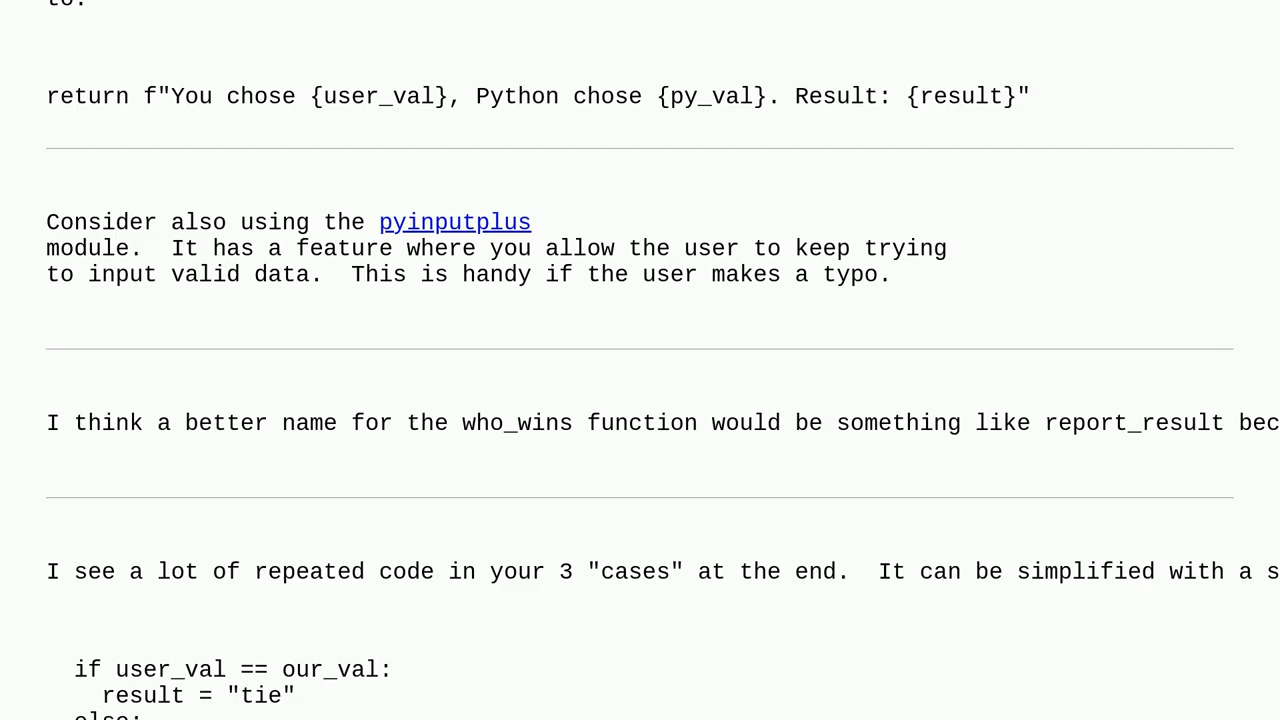 to:
return f"You chose {user_val}, Python chose {py_val}. Result: {result}"
Consider also using the pyinputplus
module.  It has a feature where you allow the user to keep trying
to input valid data.  This is handy if the user makes a typo.
I think a better name for the who_wins function would be something like report_result bec
I see a lot of repeated code in your 3 "cases" at the end.  It can be simplified with a s
  if user_val == our_val:
    result = "tie"
  else: